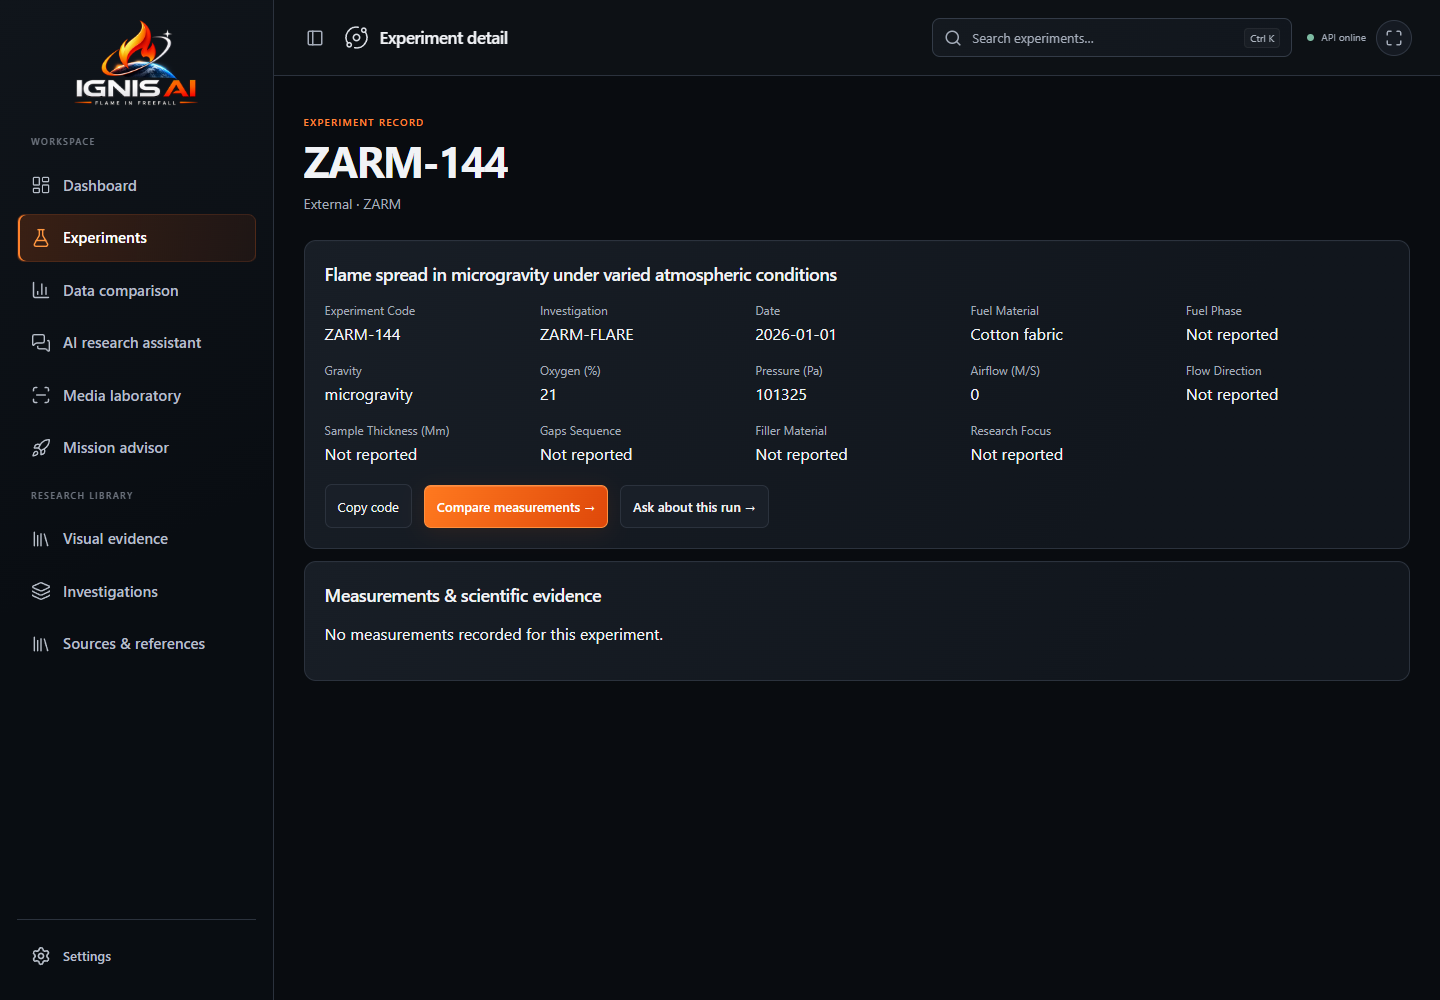 IGNIS AI
FLAME IN FREEFALL
WORKSPACE
Dashboard
Experiments
Data comparison
AI research assistant
Media laboratory
Mission advisor
RESEARCH LIBRARY
Visual evidence
Investigations
Sources & references
Settings
Experiment detail
Search experiments...
Ctrl K
API online
EXPERIMENT RECORD
ZARM-144
External · ZARM
Flame spread in microgravity under varied atmospheric conditions
Experiment Code
ZARM-144
Investigation
ZARM-FLARE
Date
2026-01-01
Fuel Material
Cotton fabric
Fuel Phase
Not reported
Gravity
microgravity
Oxygen (%)
21
Pressure (Pa)
101325
Airflow (M/S)
0
Flow Direction
Not reported
Sample Thickness (Mm)
Not reported
Gaps Sequence
Not reported
Filler Material
Not reported
Research Focus
Not reported
Copy code
Compare measurements →
Ask about this run →
Measurements & scientific evidence
No measurements recorded for this experiment.